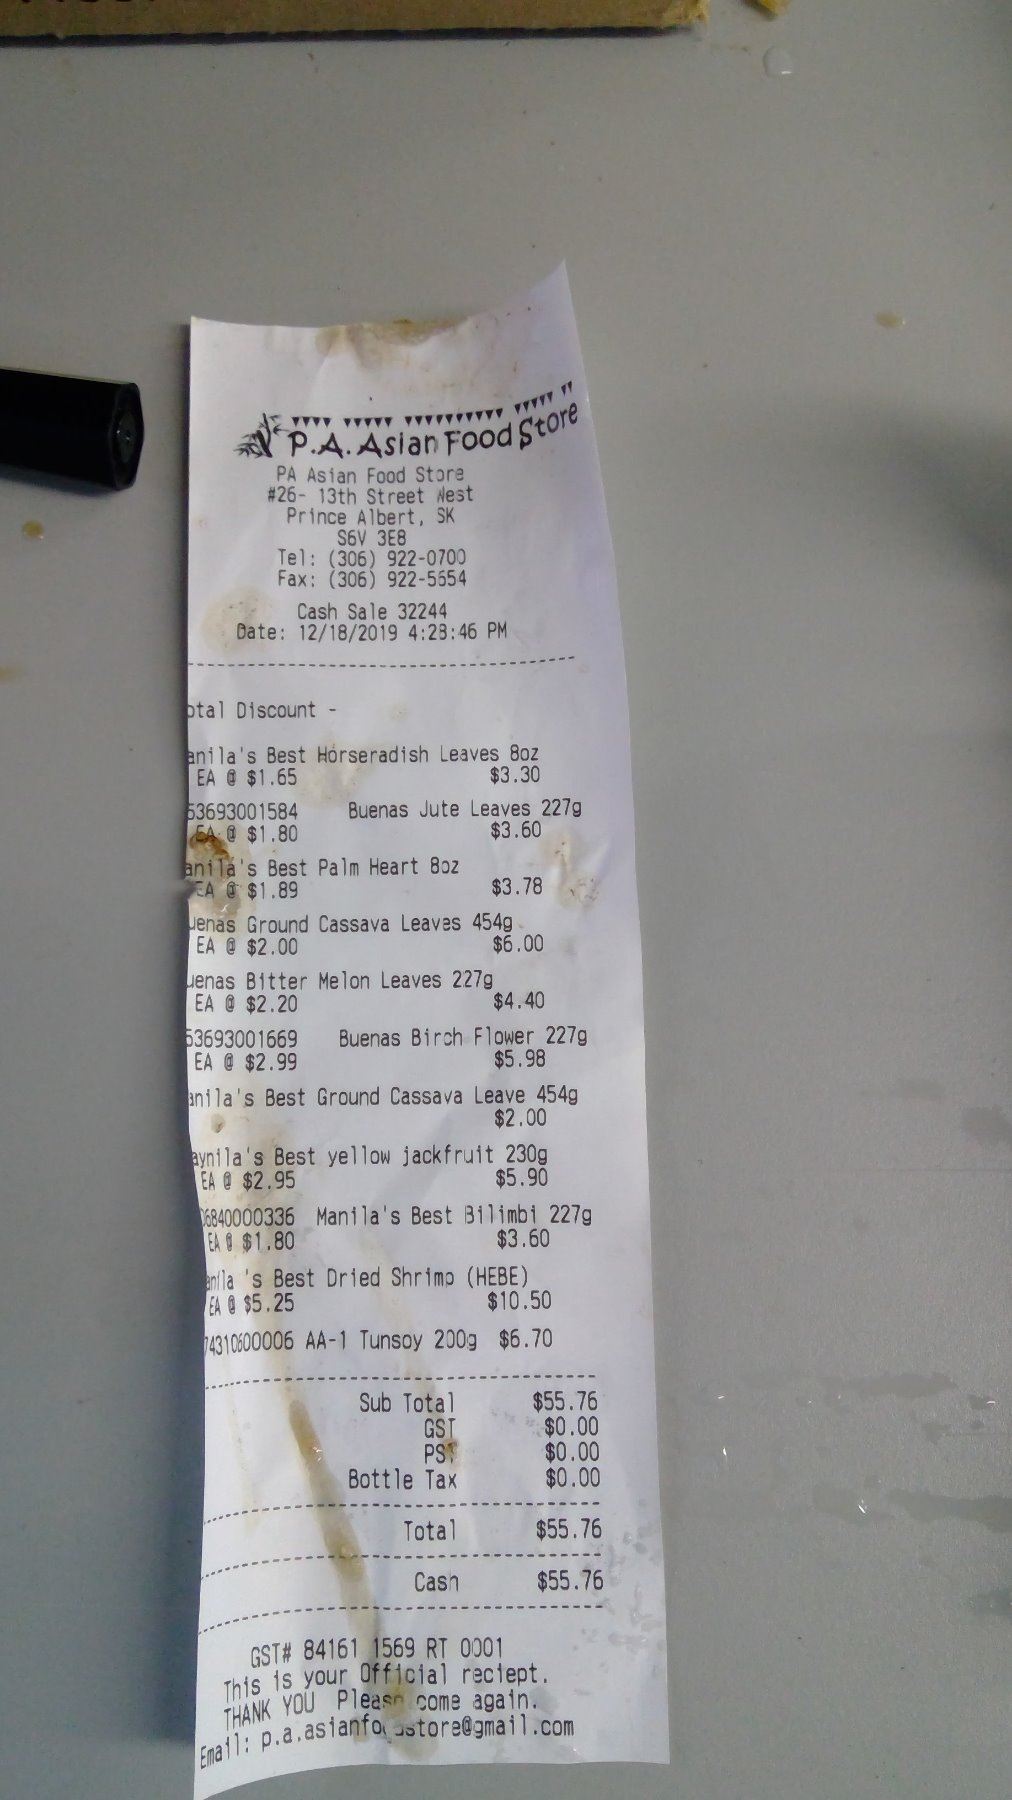 P.A. Asian Food Store
PA Asian Food Store
#26- 13th Street West
Prince Albert, SK
S6V 3E8
Tel: (306) 922-0700
Fax: (306) 922-5654
Cash Sale 32244
Date: 12/18/2019 4:28:46 PM
otal Discount -
anila's Best Horseradish Leaves 8oz
EA @ $1.65 $3.30
53693001584 Buenas Jute Leaves 227g
EA @ $1.80 $3.60
anila's Best Palm Heart 8oz
EA @ $1.89 $3.78
uenas Ground Cassava Leaves 454g
EA @ $2.00 $6.00
uenas Bitter Melon Leaves 227g
EA @ $2.20 $4.40
53693001669 Buenas Birch Flower 227g
EA @ $2.99 $5.98
anila's Best Ground Cassava Leave 454g
$2.00
aynila's Best yellow jackfruit 230g
EA @ $2.95 $5.90
06840000336 Manila's Best Bilimbi 227g
EA @ $1.80 $3.60
anila 's Best Dried Shrimp (HEBE)
EA @ $5.25 $10.50
74310600006 AA-1 Tunsoy 200g $6.70
Sub Total $55.76
GST $0.00
PST $0.00
Bottle Tax $0.00
Total $55.76
Cash $55.76
GST# 84161 1569 RT 0001
This is your Official reciept.
THANK YOU Please come again.
Email: p.a.asianfoodstore@gmail.com